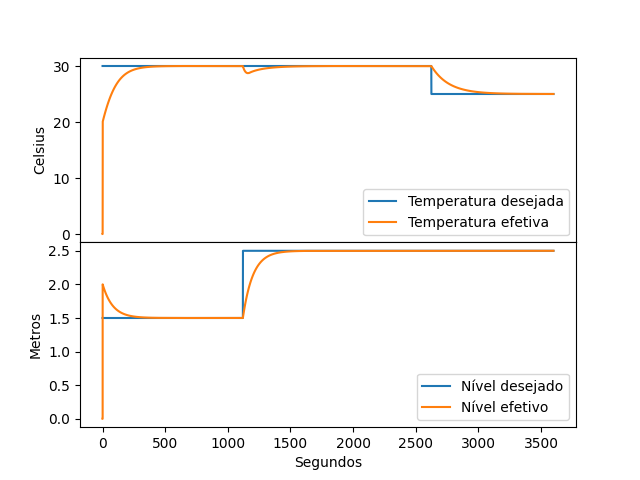 30
20
10
0
Celsius
Temperatura desejada
Temperatura efetiva
2.5
2.0
1.5
1.0
0.5
0.0
Metros
Nível desejado
Nível efetivo
0 500 1000 1500 2000 2500 3000 3500
Segundos